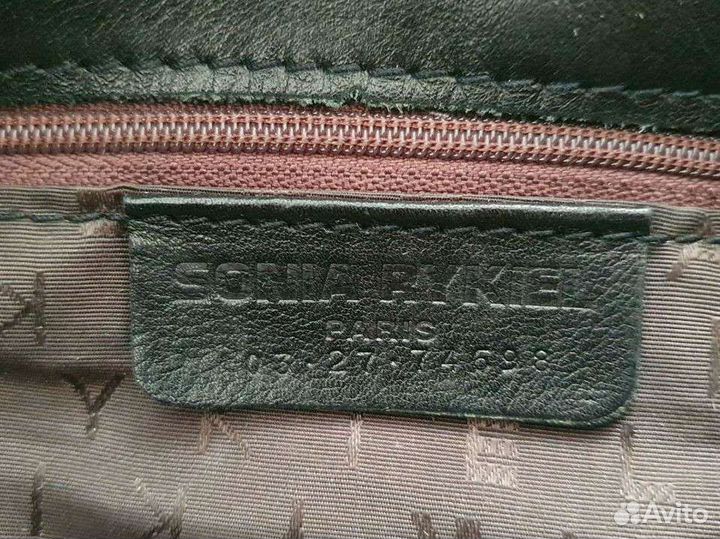 SONIA RYKIEL
PARIS
03·27·74598
Avito